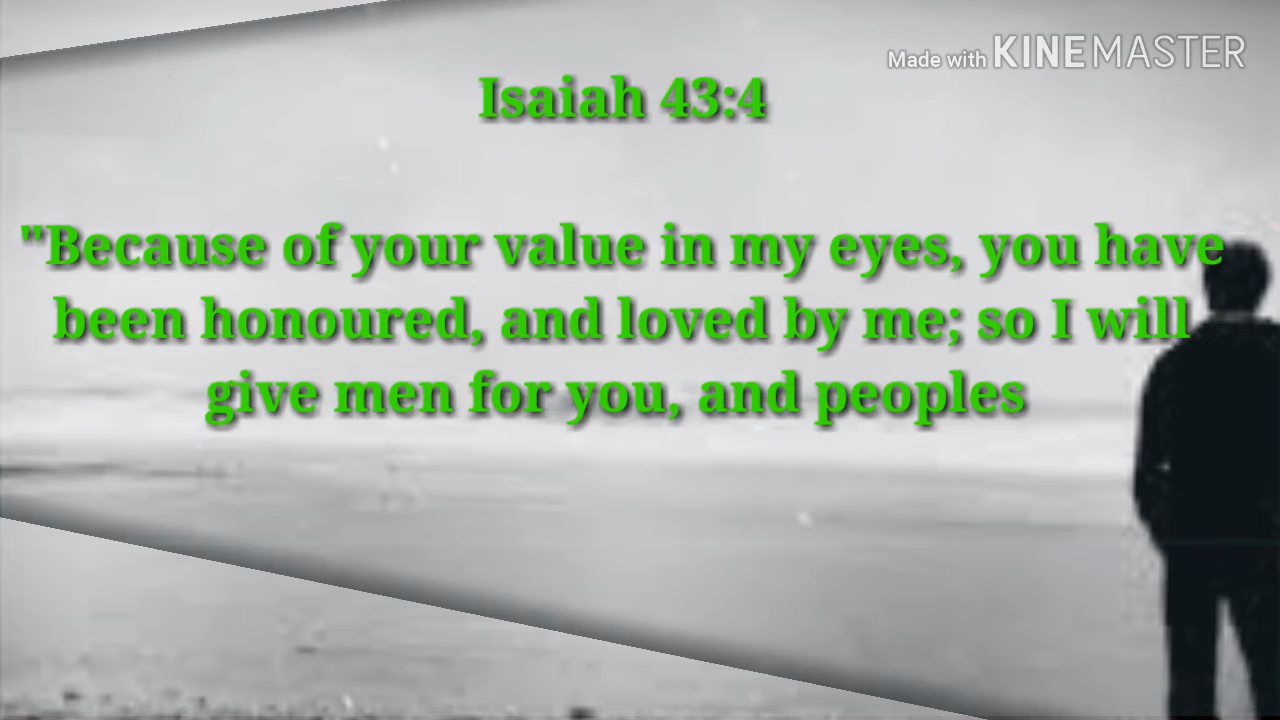 Made with KINEMASTER
Isaiah 43:4
"Because of your value in my eyes, you have
been honoured, and loved by me; so I will
give men for you, and peoples